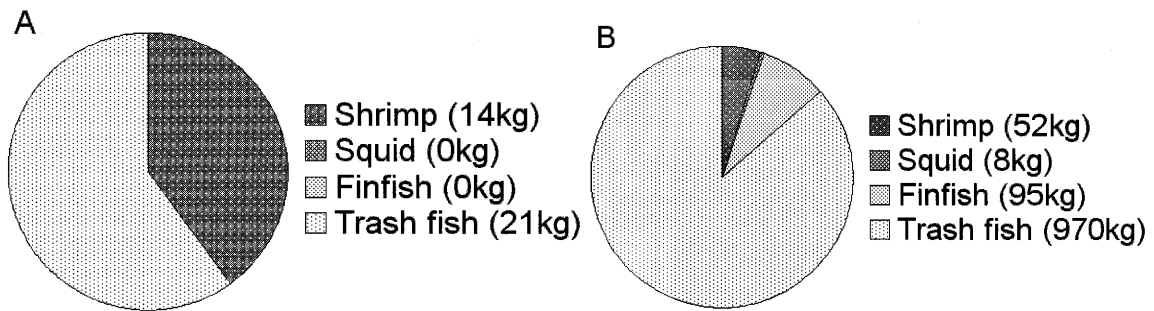 A
Shrimp (14kg)
Squid (0kg)
Finfish (0kg)
Trash fish (21kg)
B
Shrimp (52kg)
Squid (8kg)
Finfish (95kg)
Trash fish (970kg)